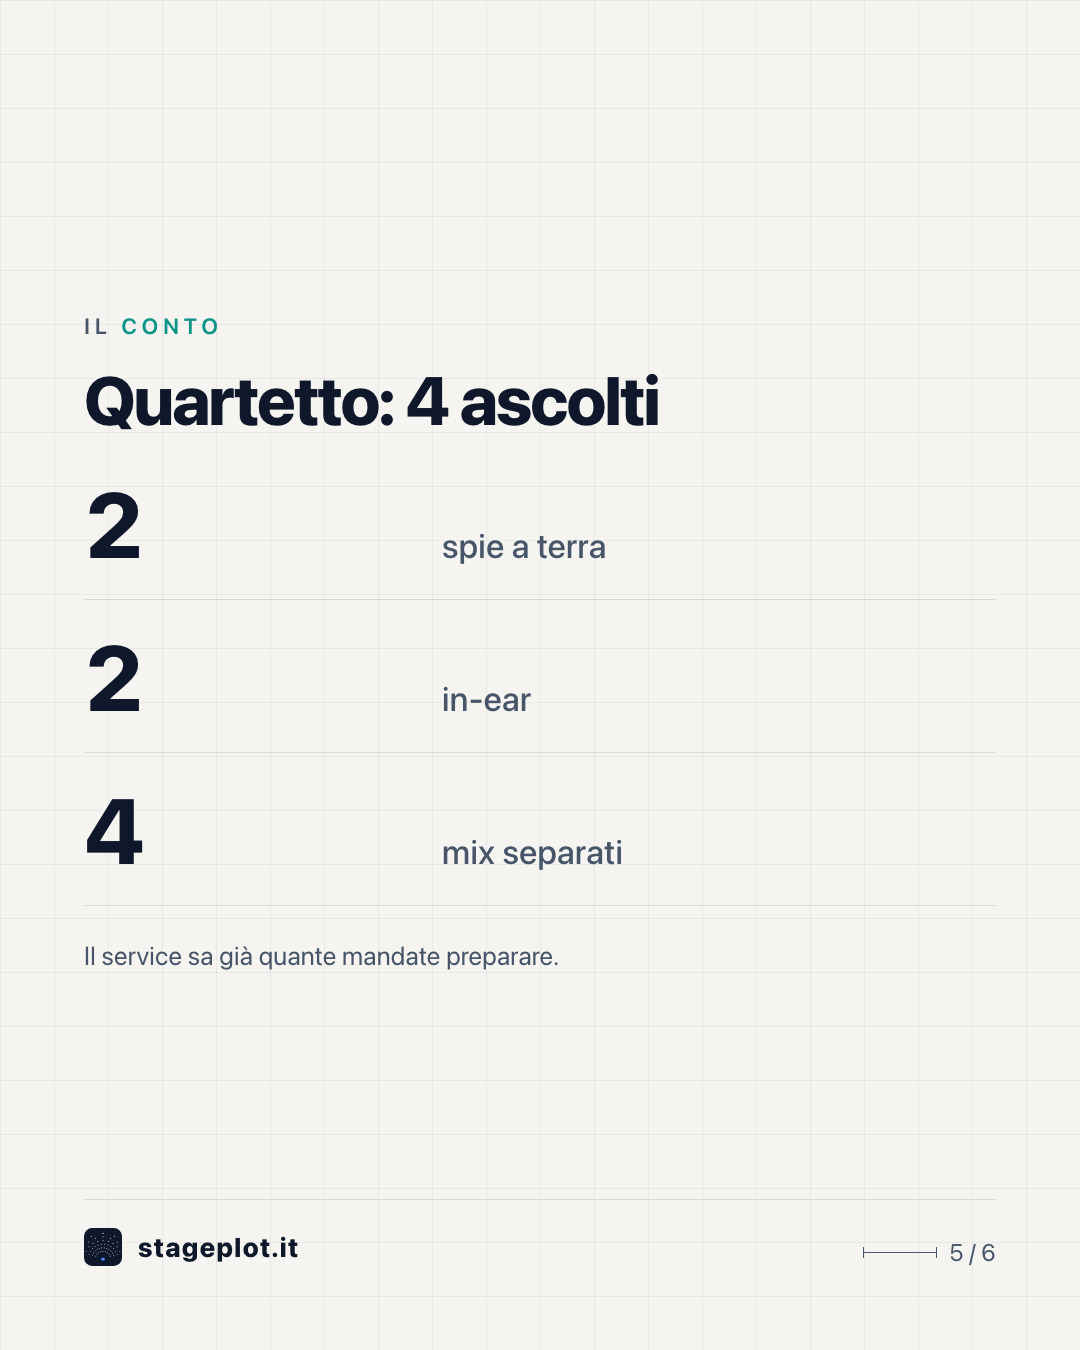 IL CONTO
Quartetto: 4 ascolti
2 spie a terra
2 in-ear
4 mix separati
Il service sa già quante mandate preparare.
stageplot.it
5 / 6